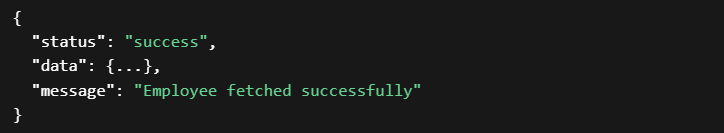 {
"status": "success",
"data": {...},
"message": "Employee fetched successfully"
}